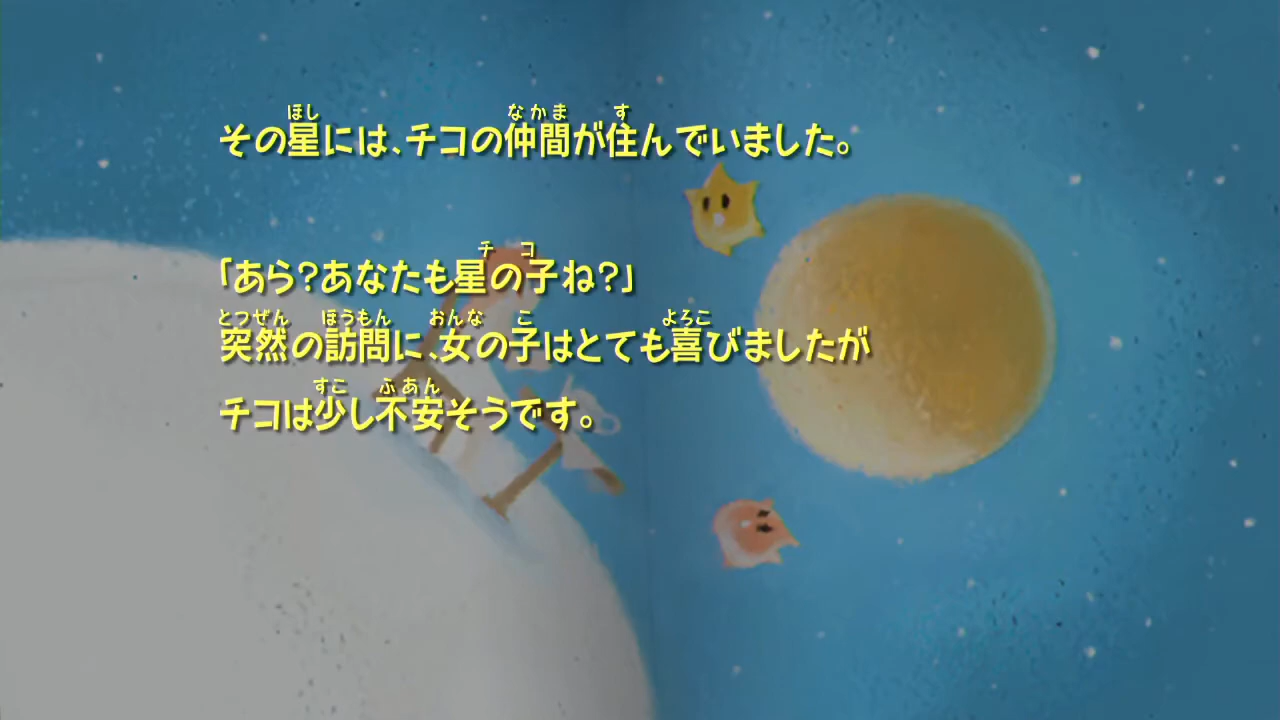 その星には、チコの仲間が住んでいました。
「あら?あなたも星の子ね?」
突然の訪問に、女の子はとても喜びましたが
チコは少し不安そうです。